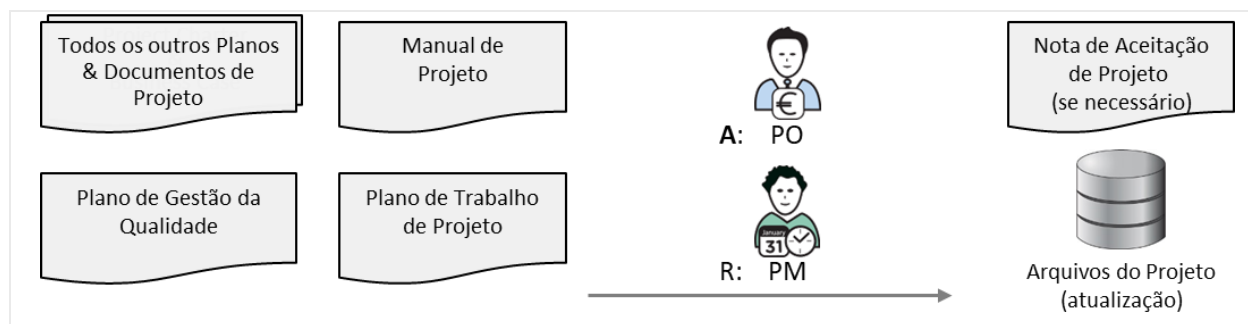 Todos os outros Planos
& Documentos de
Projeto
Manual de
Projeto
Plano de Gestão da
Qualidade
Plano de Trabalho
de Projeto
€
A: PO
January
31
R: PM
Nota de Aceitação
de Projeto
(se necessário)
Arquivos do Projeto
(atualização)